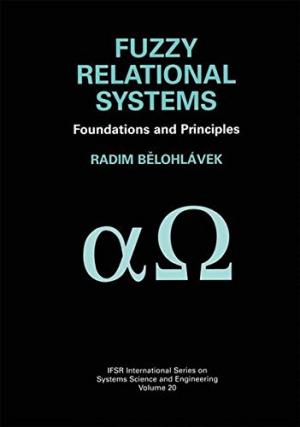 FUZZY
RELATIONAL
SYSTEMS
Foundations and Principles
RADIM BĚLOHLÁVEK
αΩ
IFSR International Series on
Systems Science and Engineering
Volume 20